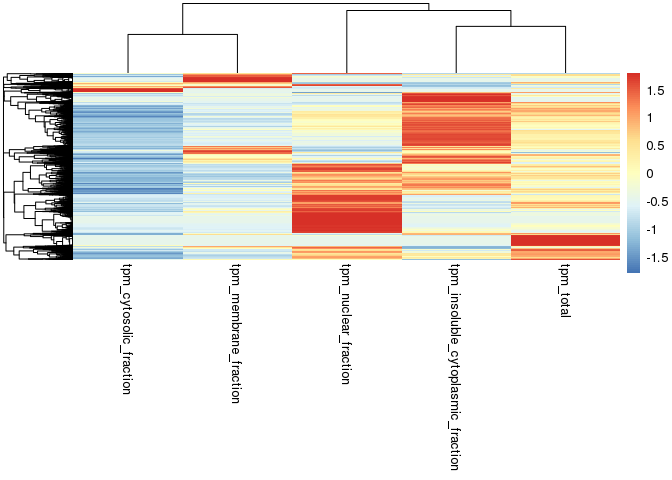 1.5
1
0.5
0
-0.5
-1
-1.5
tpm_cytosolic_fraction
tpm_membrane_fraction
tpm_nuclear_fraction
tpm_insoluble_cytoplasmic_fraction
tpm_total